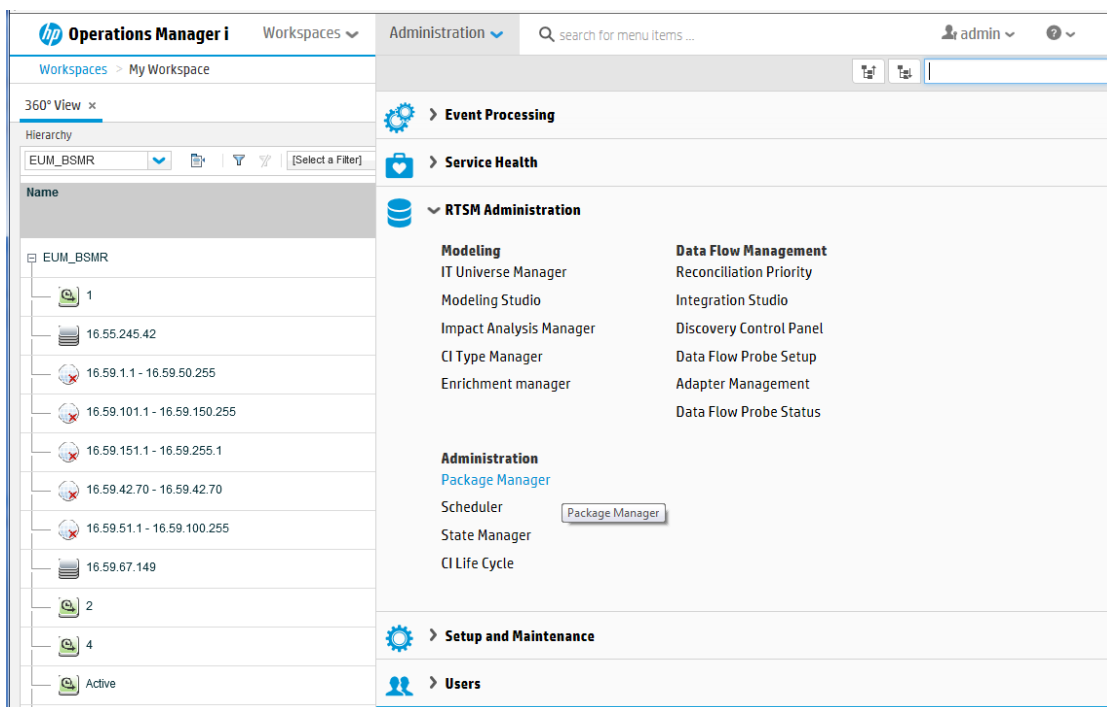 hp Operations Manager i Workspaces Administration search for menu items ... admin ?
Workspaces > My Workspace
360° View ×
Hierarchy
EUM_BSMR [Select a Filter]
Name
EUM_BSMR
1
16.55.245.42
16.59.1.1 - 16.59.50.255
16.59.101.1 - 16.59.150.255
16.59.151.1 - 16.59.255.1
16.59.42.70 - 16.59.42.70
16.59.51.1 - 16.59.100.255
16.59.67.149
2
4
Active
Event Processing
Service Health
RTSM Administration
Modeling
IT Universe Manager
Modeling Studio
Impact Analysis Manager
CI Type Manager
Enrichment manager
Data Flow Management
Reconciliation Priority
Integration Studio
Discovery Control Panel
Data Flow Probe Setup
Adapter Management
Data Flow Probe Status
Administration
Package Manager
Scheduler
Package Manager
State Manager
CI Life Cycle
Setup and Maintenance
Users